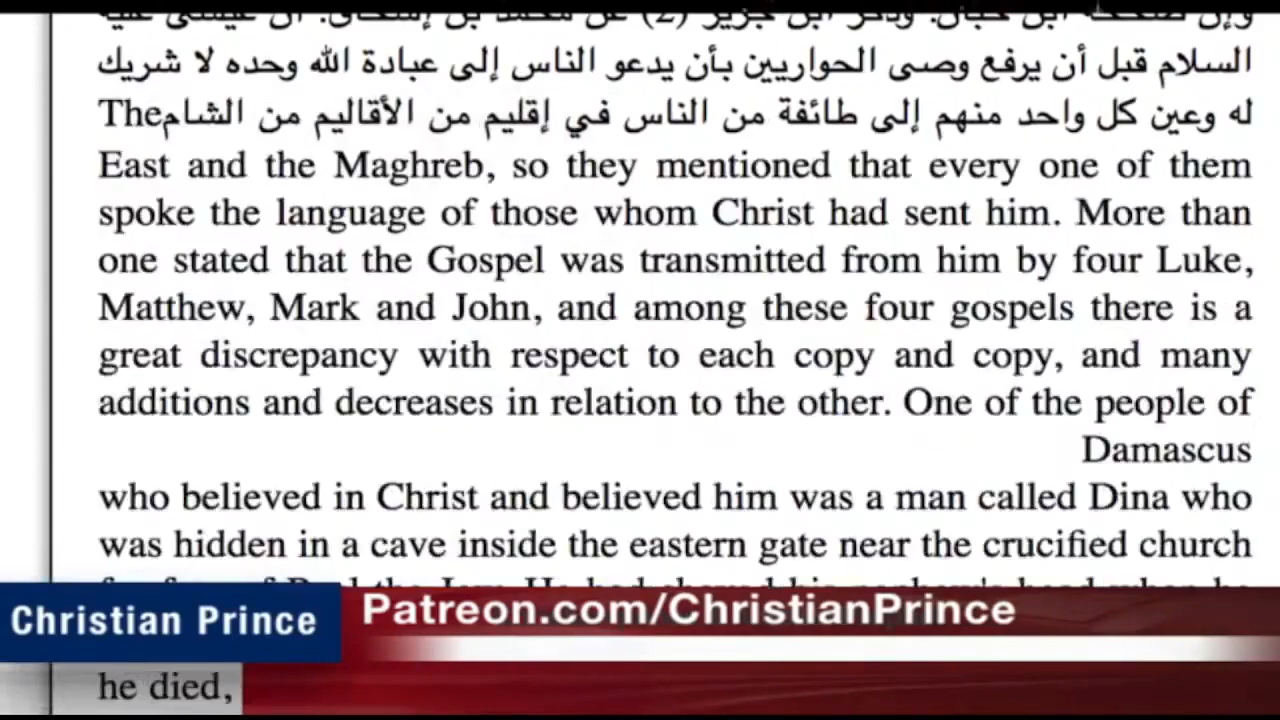 السلام قبل أن يرفع وصى الحواريين بأن يدعو الناس إلى عبادة الله وحده لا شريك
له وعين كل واحد منهم إلى طائفة من الناس في إقليم من الأقاليم من الشامThe
East and the Maghreb, so they mentioned that every one of them
spoke the language of those whom Christ had sent him. More than
one stated that the Gospel was transmitted from him by four Luke,
Matthew, Mark and John, and among these four gospels there is a
great discrepancy with respect to each copy and copy, and many
additions and decreases in relation to the other. One of the people of
Damascus
who believed in Christ and believed him was a man called Dina who
was hidden in a cave inside the eastern gate near the crucified church
Christian Prince
Patreon.com/ChristianPrince
he died,